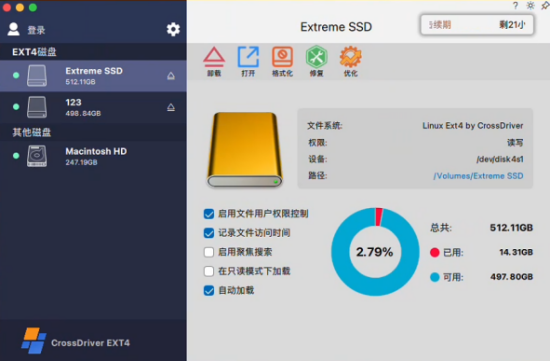 ?
登录
EXT4磁盘
Extreme SSD
512.11GB
123
498.84GB
其他磁盘
Macintosh HD
247.19GB
CrossDriver EXT4
Extreme SSD
续期
剩21小
卸载
打开
格式化
修复
优化
文件系统: Linux Ext4 by CrossDriver
权限: 读写
设备: /dev/disk4s1
路径: /Volumes/Extreme SSD
启用文件用户权限控制
记录文件访问时间
启用聚焦搜索
在只读模式下加载
自动加载
2.79%
总共: 512.11GB
已用: 14.31GB
可用: 497.80GB